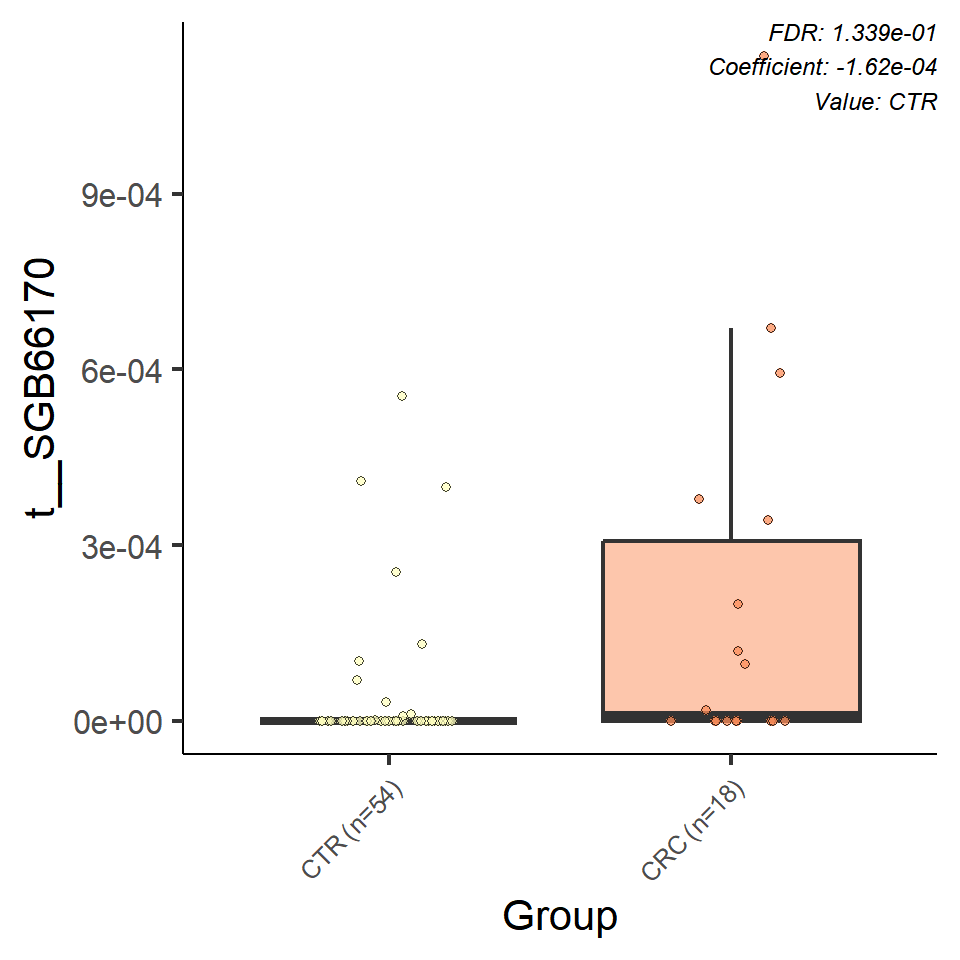 FDR: 1.339e-01
Coefficient: -1.62e-04
Value: CTR
t__SGB66170
9e-04
6e-04
3e-04
0e+00
CTR (n=54)
CRC (n=18)
Group